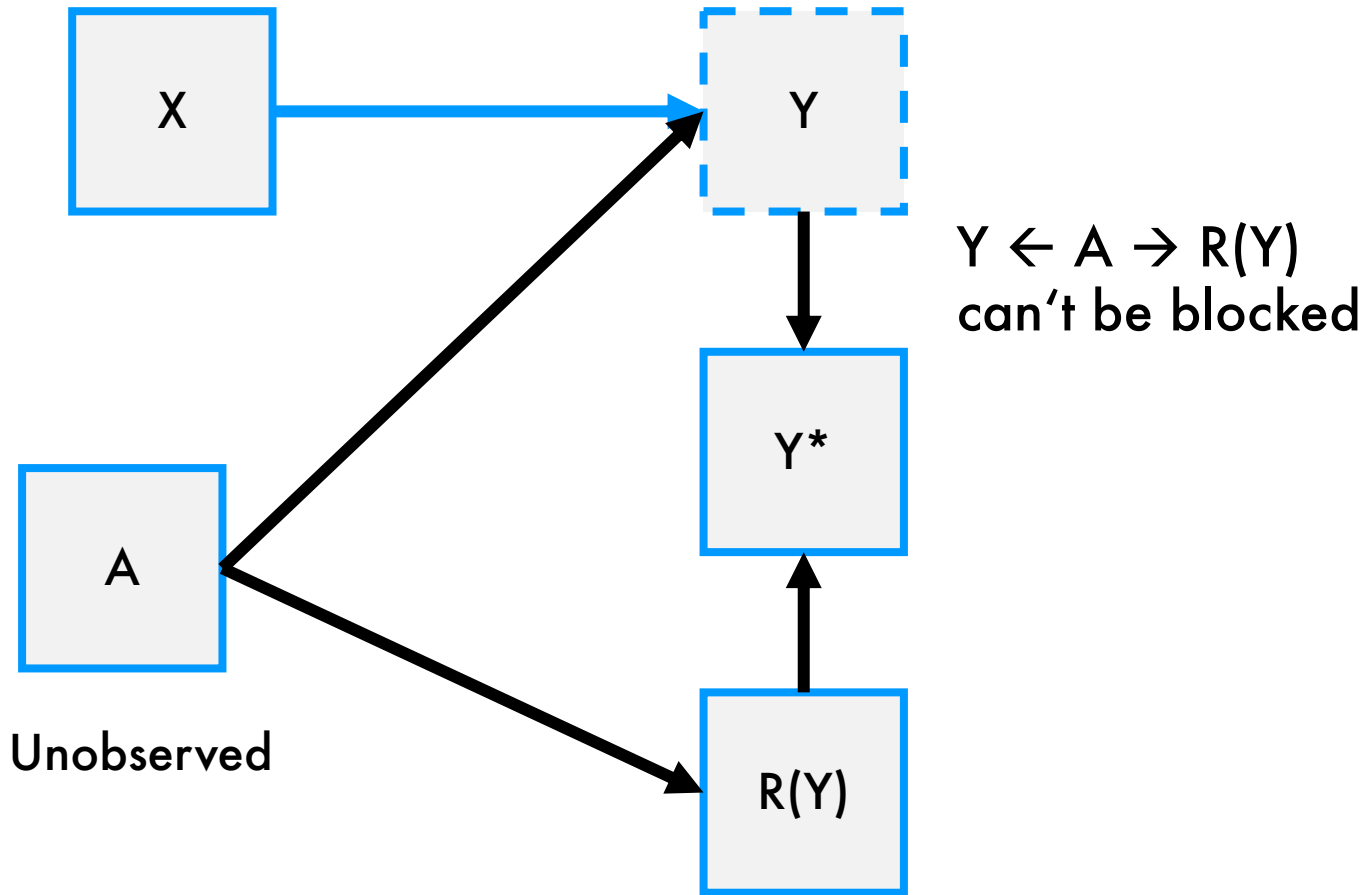 X
Y
Y ← A → R(Y)
can‘t be blocked
Y*
A
Unobserved
R(Y)